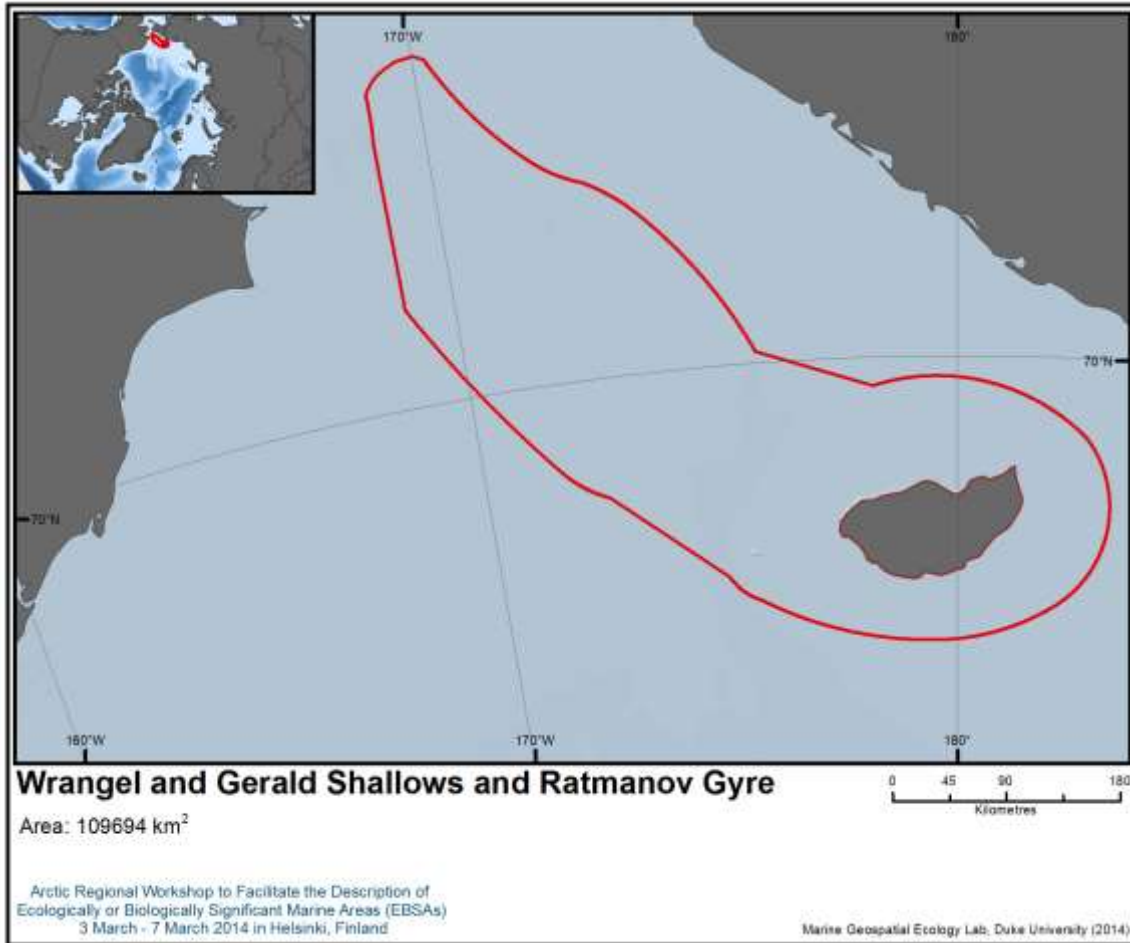 170°W
180°
70°N
70°N
160°W
170°W
180°
Wrangel and Gerald Shallows and Ratmanov Gyre
0 45 90 180
Kilometres
Area: 109694 km²
Arctic Regional Workshop to Facilitate the Description of
Ecologically or Biologically Significant Marine Areas (EBSAs)
3 March - 7 March 2014 in Helsinki, Finland
Marine Geospatial Ecology Lab, Duke University (2014)